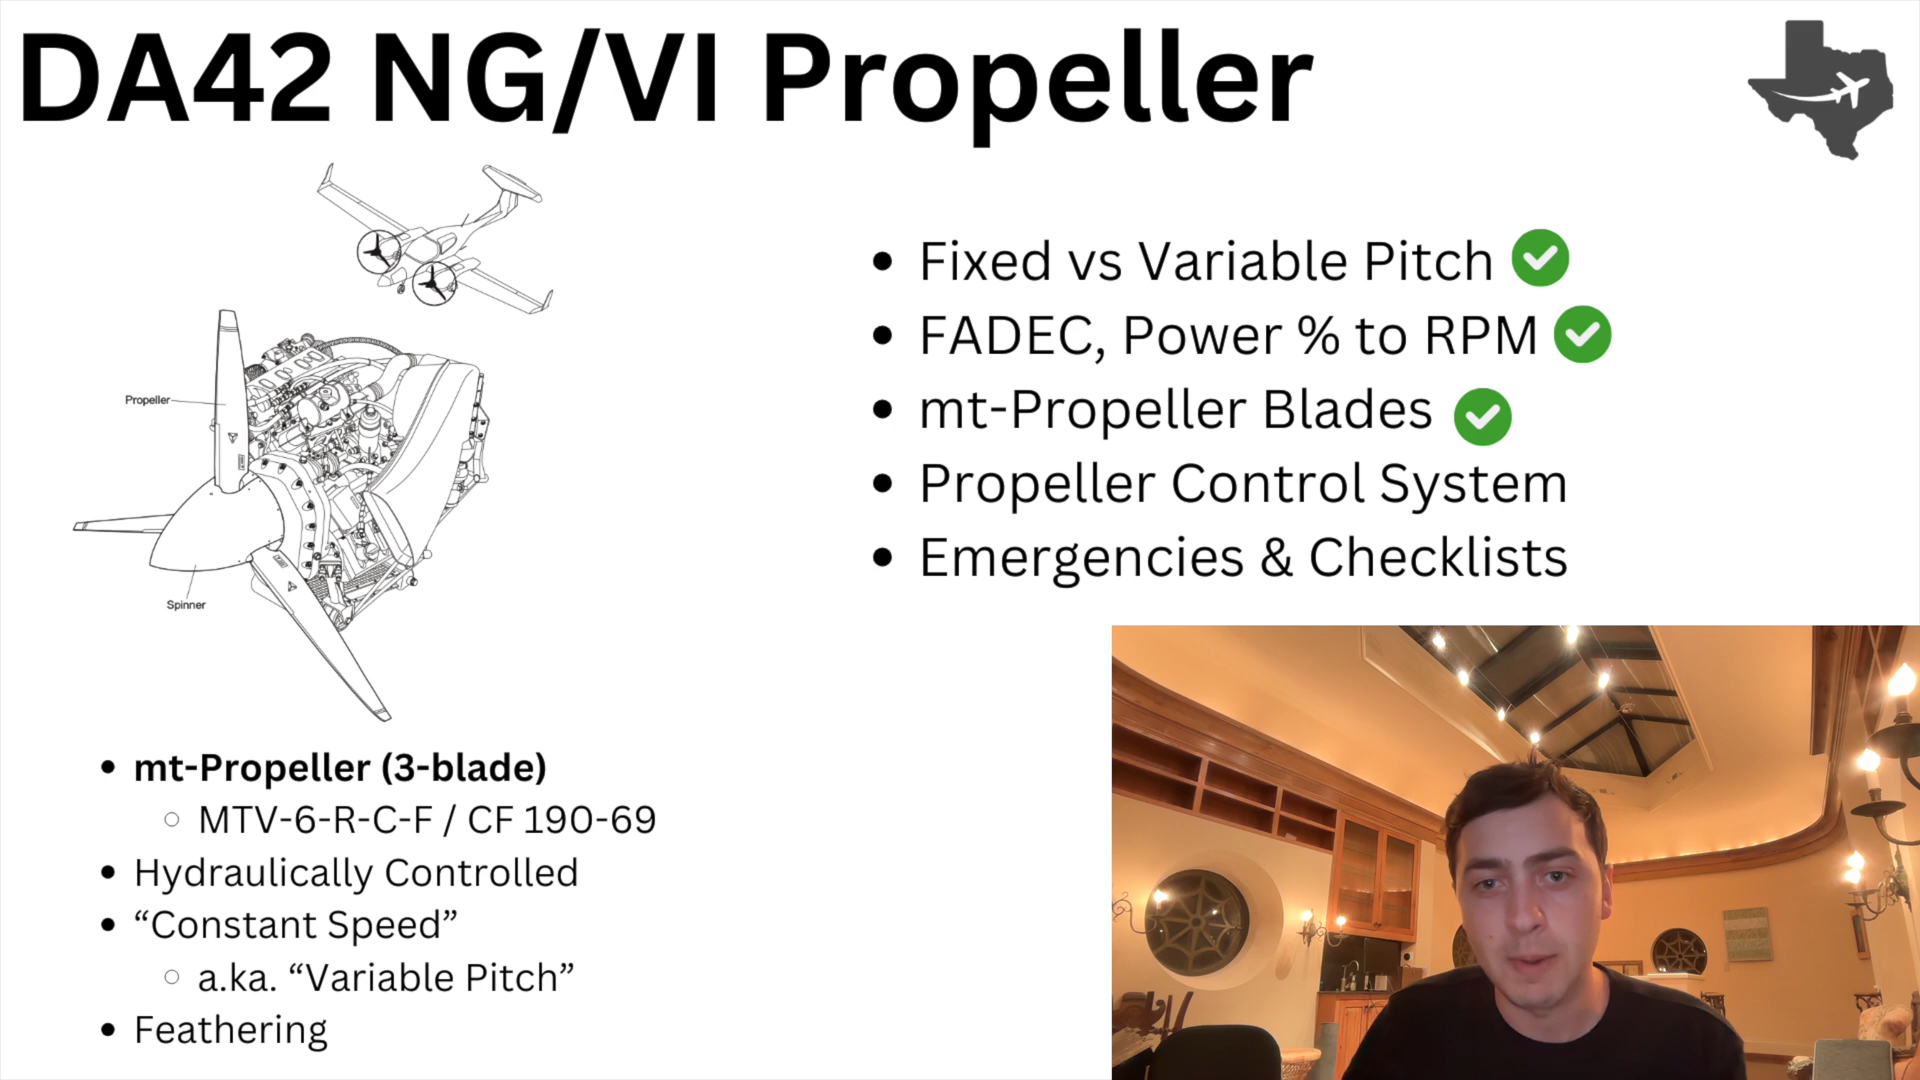 DA42 NG/VI Propeller
Propeller
Spinner
• mt-Propeller (3-blade)
○ MTV-6-R-C-F / CF 190-69
• Hydraulically Controlled
• “Constant Speed”
○ a.ka. “Variable Pitch”
• Feathering
• Fixed vs Variable Pitch
• FADEC, Power % to RPM
• mt-Propeller Blades
• Propeller Control System
• Emergencies & Checklists